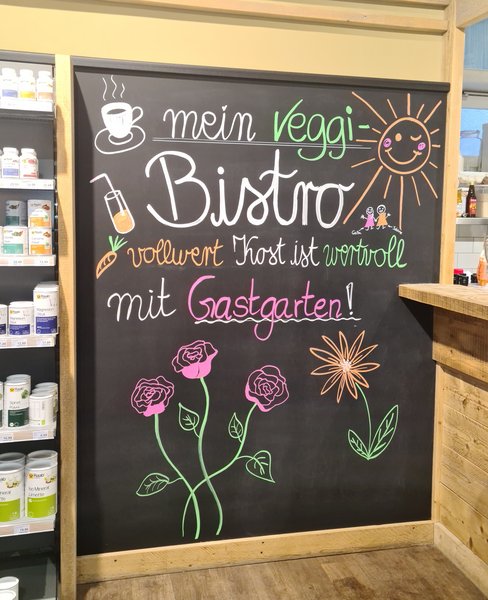 mein veggi-
Bistro
vollwert Kost ist wertvoll
mit Gastgarten!